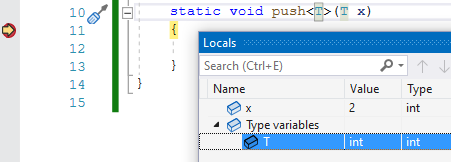 10 static void push<T>(T x)
11 {
12
13 }
14 }
15
Locals
Search (Ctrl+E)
Name Value Type
x 2 int
Type variables
T int int